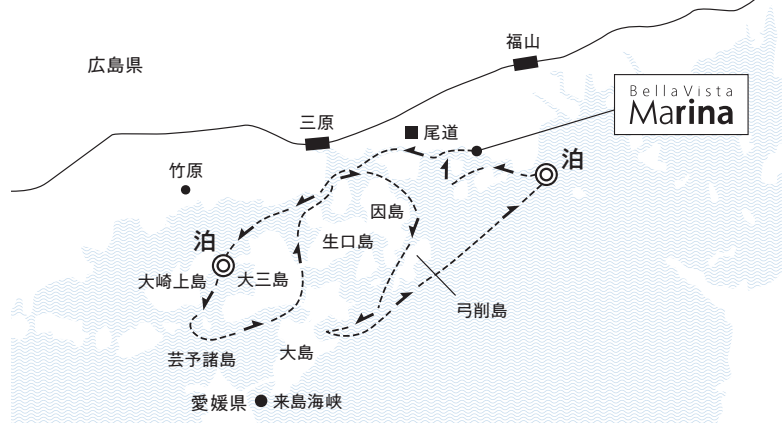 福山
広島県
BellaVista
Marina
三原
尾道
泊
竹原
因島
泊
生口島
大崎上島
大三島
弓削島
大島
芸予諸島
愛媛県
来島海峡